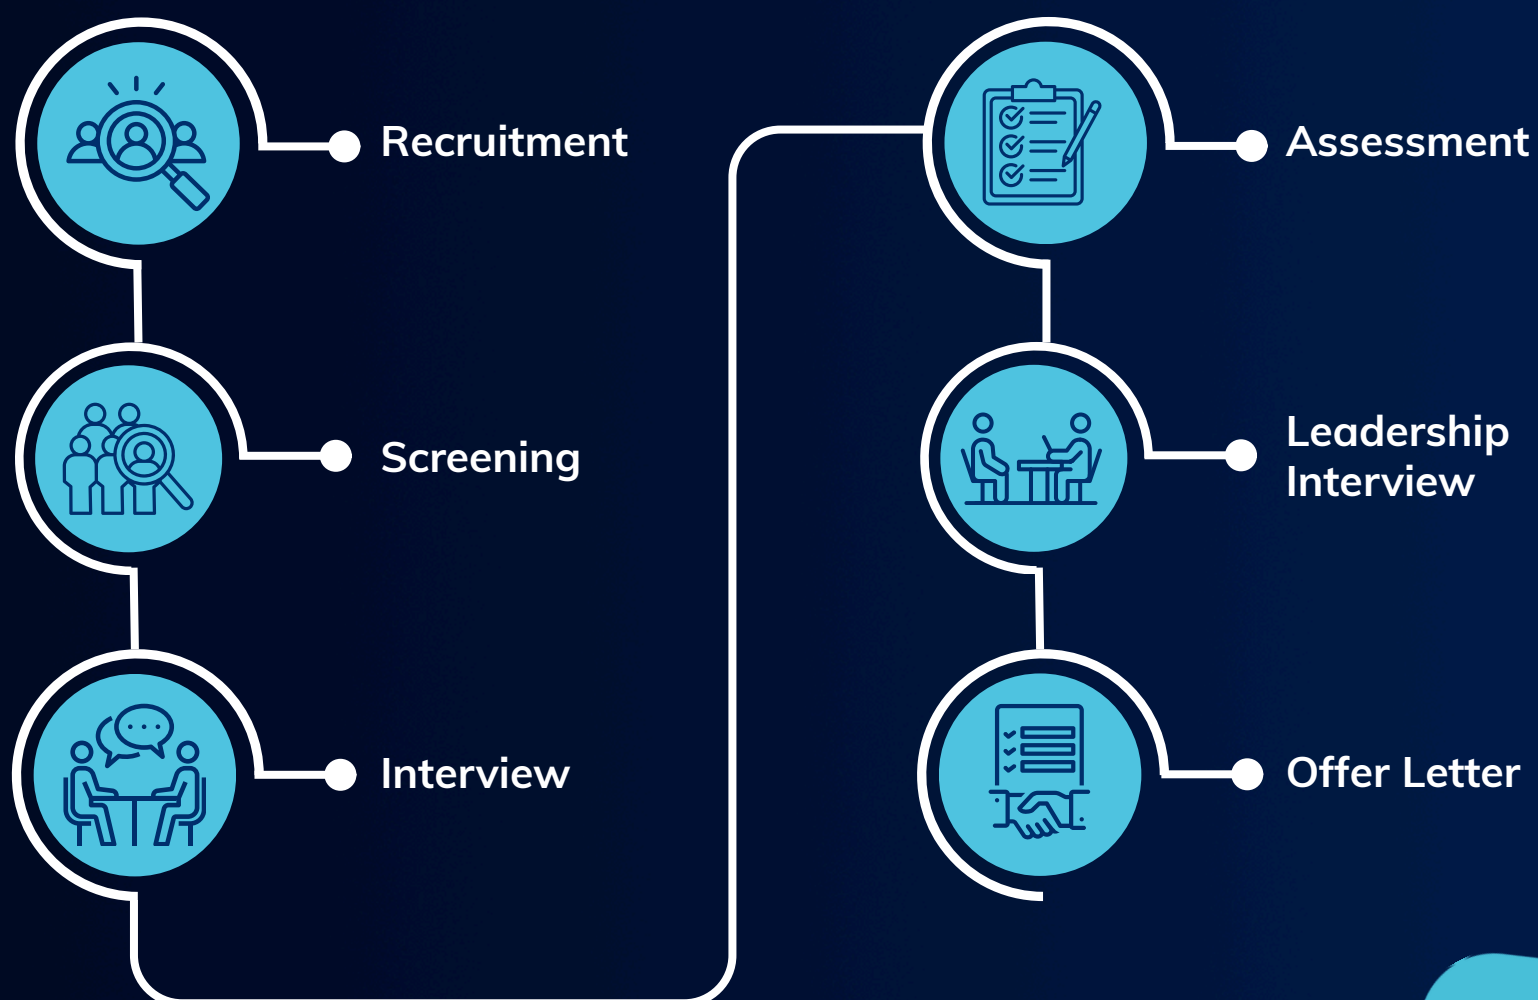 Recruitment
Screening
Interview
Assessment
Leadership
Interview
Offer Letter